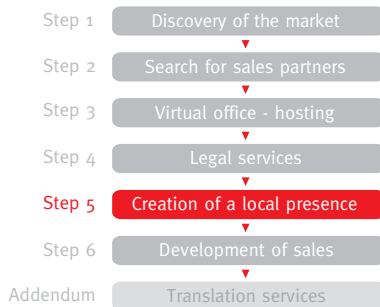 Step 1 Discovery of the market
Step 2 Search for sales partners
Step 3 Virtual office - hosting
Step 4 Legal services
Step 5 Creation of a local presence
Step 6 Development of sales
Addendum Translation services